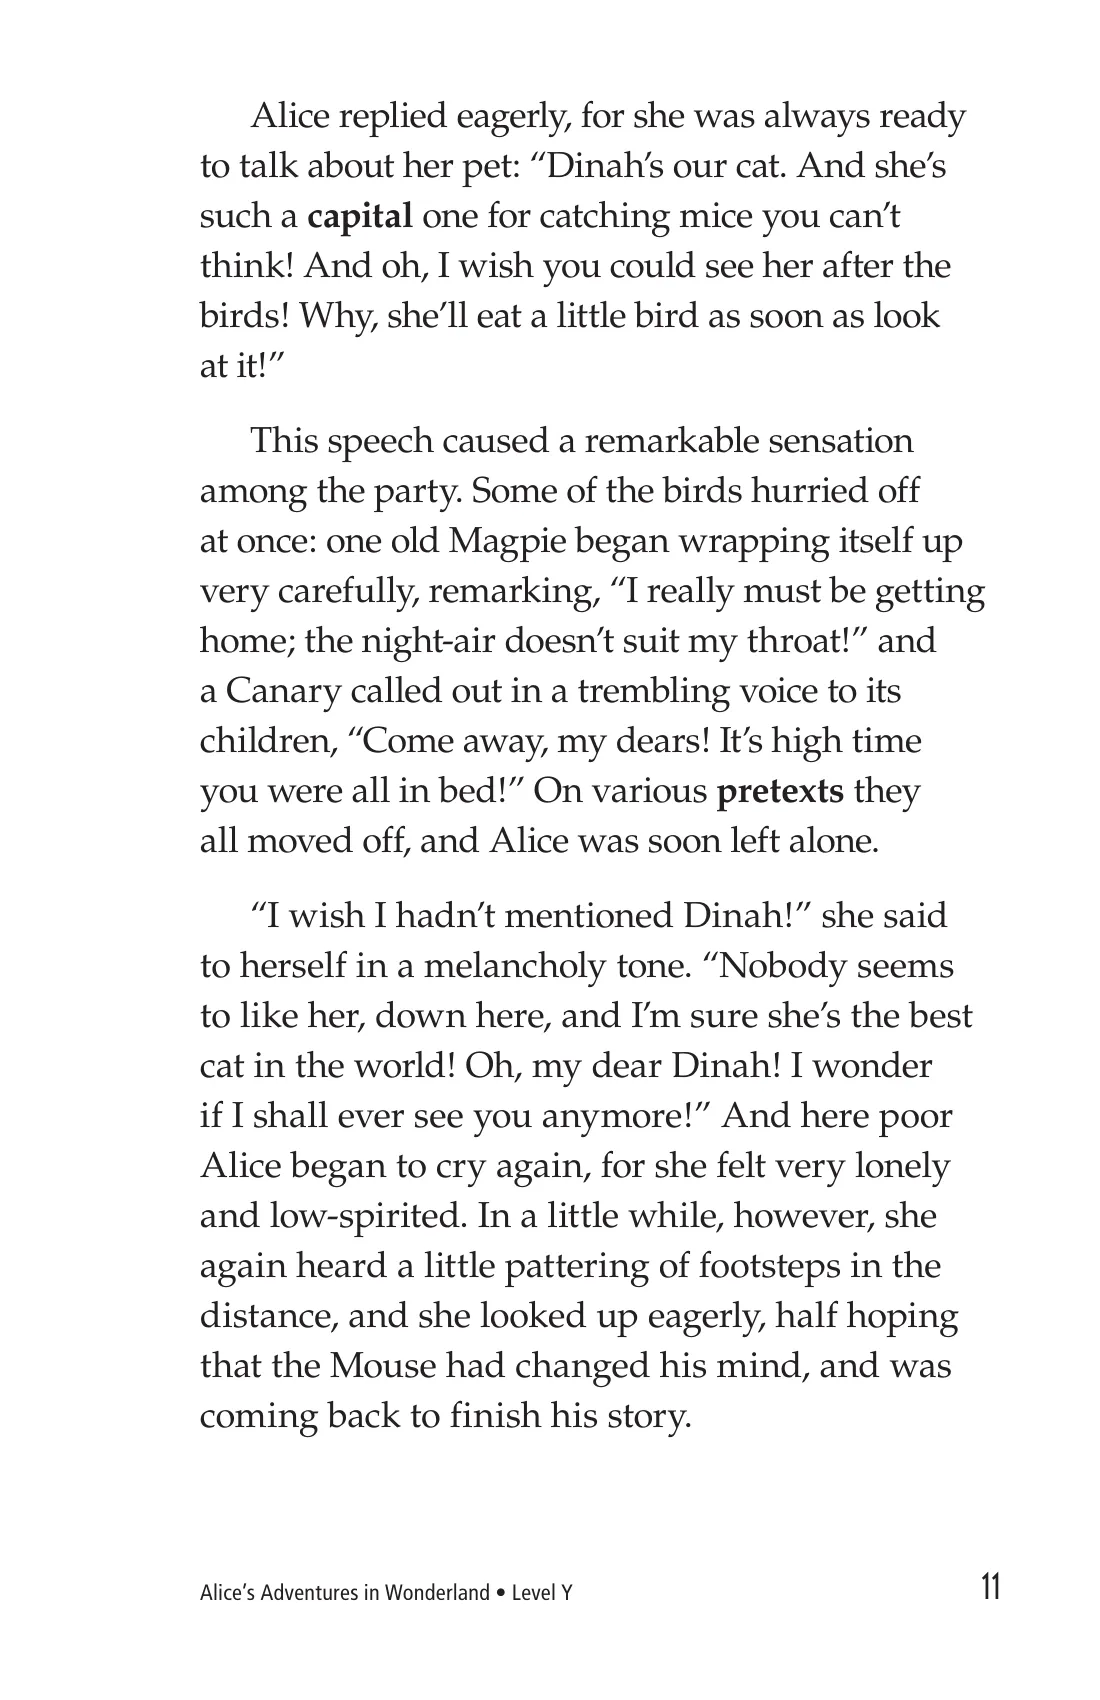 Alice replied eagerly, for she was always ready
to talk about her pet: “Dinah’s our cat. And she’s
such a capital one for catching mice you can’t
think! And oh, I wish you could see her after the
birds! Why, she’ll eat a little bird as soon as look
at it!”
This speech caused a remarkable sensation
among the party. Some of the birds hurried off
at once: one old Magpie began wrapping itself up
very carefully, remarking, “I really must be getting
home; the night-air doesn’t suit my throat!” and
a Canary called out in a trembling voice to its
children, “Come away, my dears! It’s high time
you were all in bed!” On various pretexts they
all moved off, and Alice was soon left alone.
“I wish I hadn’t mentioned Dinah!” she said
to herself in a melancholy tone. “Nobody seems
to like her, down here, and I’m sure she’s the best
cat in the world! Oh, my dear Dinah! I wonder
if I shall ever see you anymore!” And here poor
Alice began to cry again, for she felt very lonely
and low-spirited. In a little while, however, she
again heard a little pattering of footsteps in the
distance, and she looked up eagerly, half hoping
that the Mouse had changed his mind, and was
coming back to finish his story.
Alice’s Adventures in Wonderland • Level Y 11